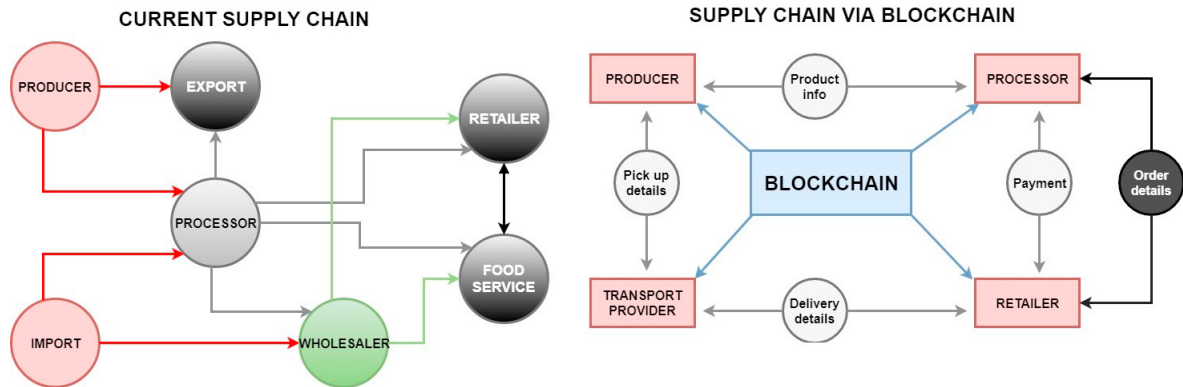 CURRENT SUPPLY CHAIN
PRODUCER
EXPORT
RETAILER
PROCESSOR
FOOD
SERVICE
IMPORT
WHOLESALER
SUPPLY CHAIN VIA BLOCKCHAIN
PRODUCER
Product
info
PROCESSOR
Pick up
details
BLOCKCHAIN
Payment
Order
details
TRANSPORT
PROVIDER
Delivery
details
RETAILER